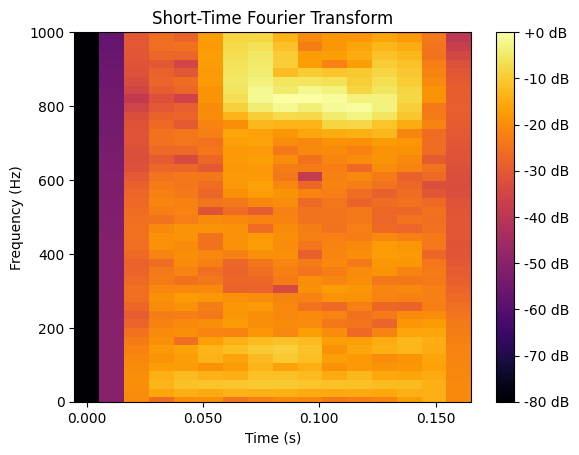 Short-Time Fourier Transform
1000
800
600
400
200
0
Frequency (Hz)
0.000
0.050
0.100
0.150
Time (s)
+0 dB
-10 dB
-20 dB
-30 dB
-40 dB
-50 dB
-60 dB
-70 dB
-80 dB